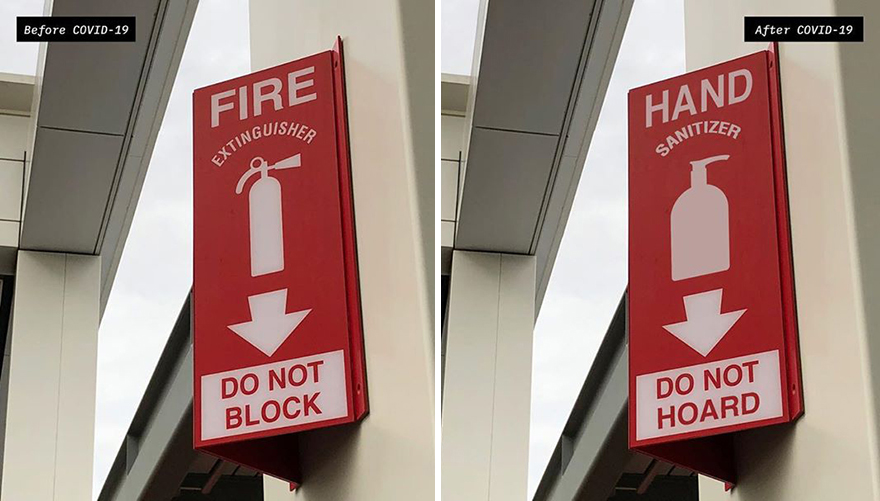 Before COVID-19
FIRE
EXTINGUISHER
DO NOT
BLOCK
After COVID-19
HAND
SANITIZER
DO NOT
HOARD